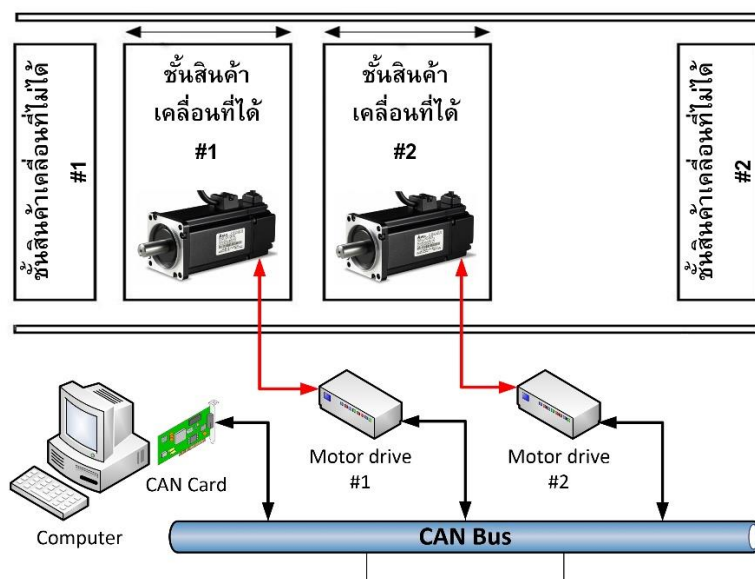 ชั้นสินค้าเคลื่อนที่ไม่ได้
#1
ชั้นสินค้า
เคลื่อนที่ได้
#1
ชั้นสินค้า
เคลื่อนที่ได้
#2
ชั้นสินค้าเคลื่อนที่ไม่ได้
#2
Computer
CAN Card
Motor drive
#1
Motor drive
#2
CAN Bus